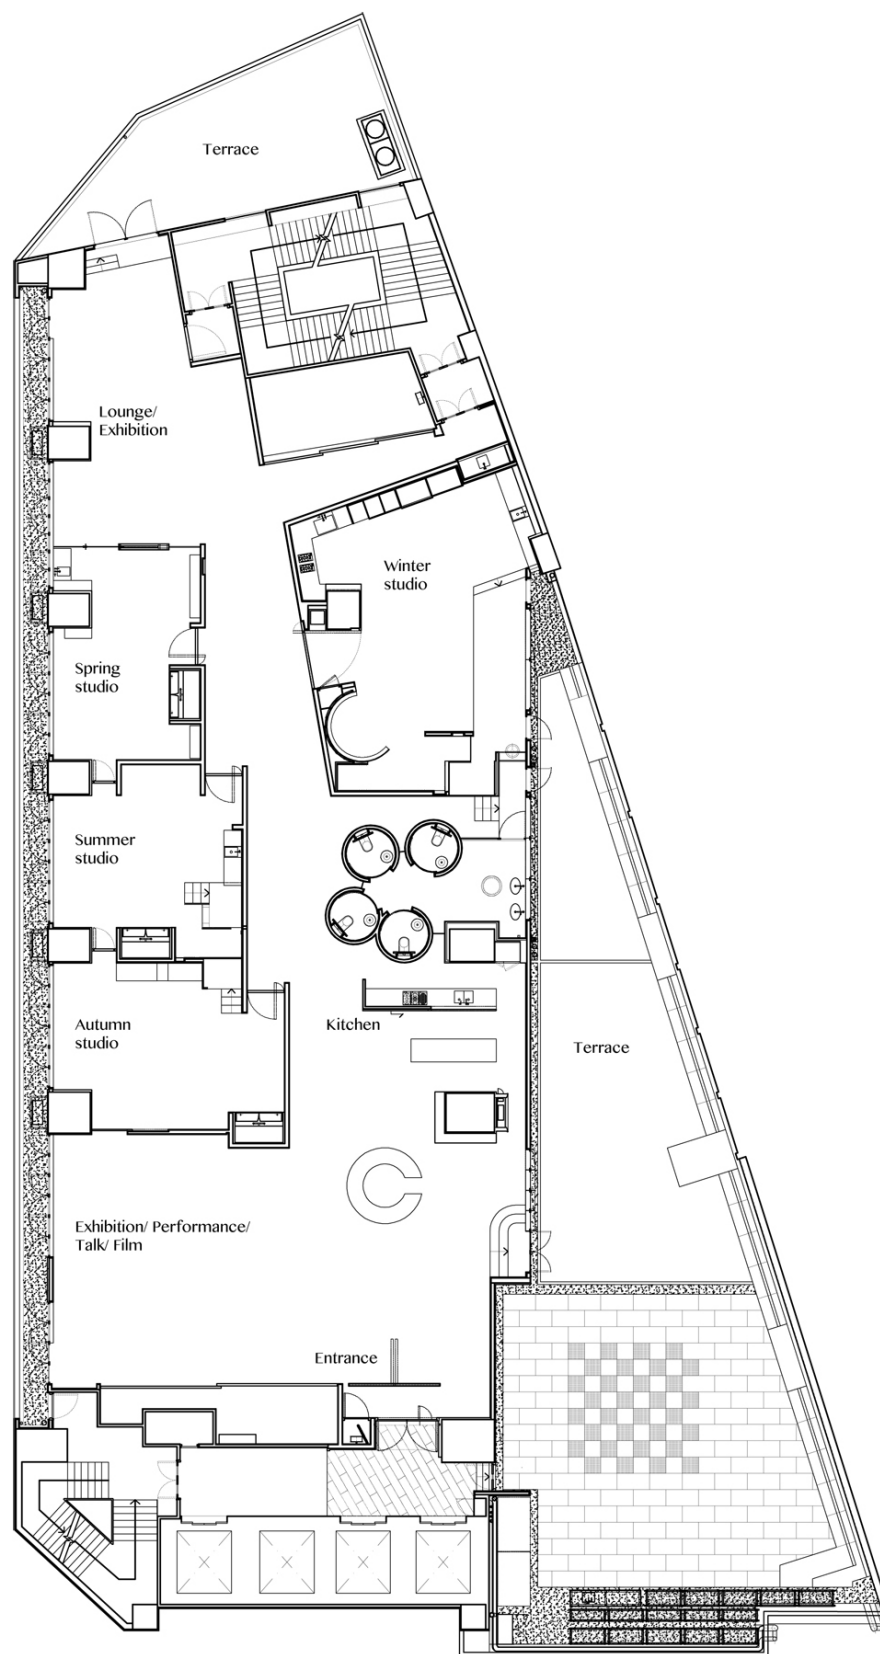 Terrace
Lounge/
Exhibition
Winter
studio
Spring
studio
Summer
studio
Autumn
studio
Kitchen
Terrace
Exhibition/ Performance/
Talk/ Film
Entrance